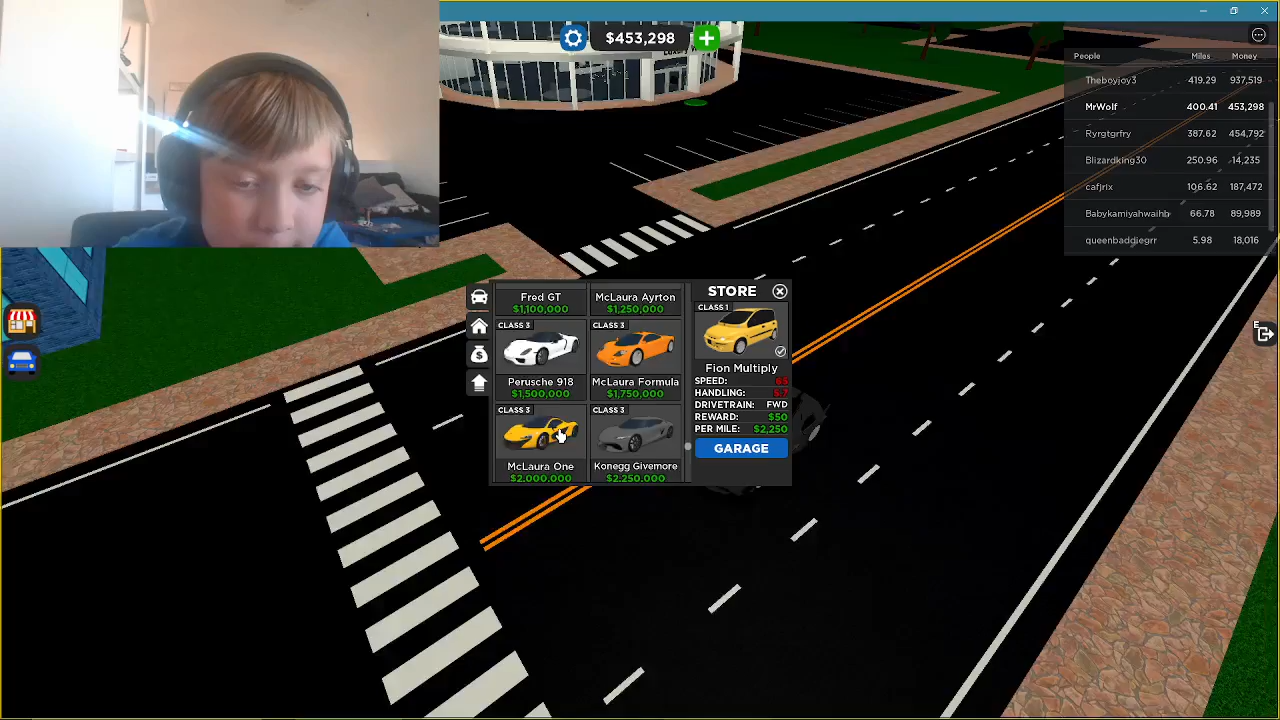 $453,298
People Miles Money
Theboyjoy3 419.29 937,519
MrWolf 400.41 453,298
Ryrgtgrfry 387.62 454,792
Blizardking30 250.96 14,235
cafjrlx 106.62 187,472
Babykamiyahwaihb 66.78 89,989
queenbaddiegrr 5.98 18,016
E
Fred GT
$1,100,000
McLaura Ayrton
$1,250,000
CLASS 3
Perusche 918
$1,500,000
CLASS 3
McLaura Formula
$1,750,000
CLASS 3
McLaura One
$2,000,000
CLASS 3
Konegg Givemore
$2,250,000
STORE
CLASS 1
Fion Multiply
SPEED: 65
HANDLING: 5.7
DRIVETRAIN: FWD
REWARD: $50
PER MILE: $2,250
GARAGE